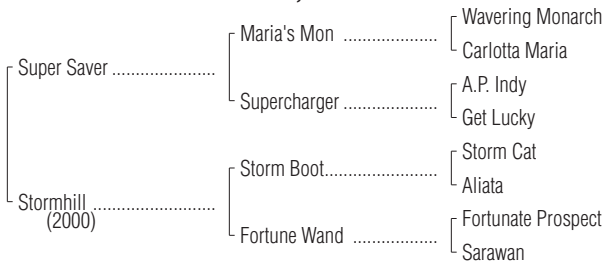 Wavering Monarch
Maria's Mon ..................
Carlotta Maria
Super Saver ......................
A.P. Indy
Supercharger ..................
Get Lucky
Storm Cat
Storm Boot......................
Aliata
Stormhill ..........................
(2000)
Fortunate Prospect
Fortune Wand ................
Sarawan